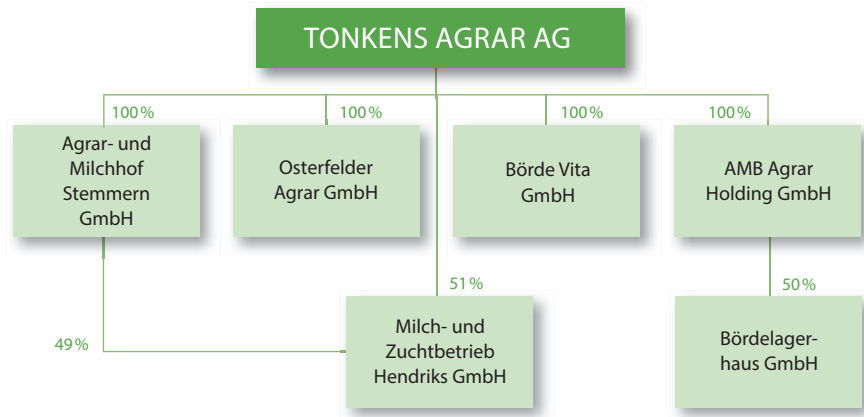 TONKENS AGRAR AG
100%
100%
100%
100%
Agrar- und
Milchhof
Stemmern
GmbH
Osterfelder
Agrar GmbH
Börde Vita
GmbH
AMB Agrar
Holding GmbH
51%
50%
49%
Milch- und
Zuchtbetrieb
Hendriks GmbH
Bördelager-
haus GmbH